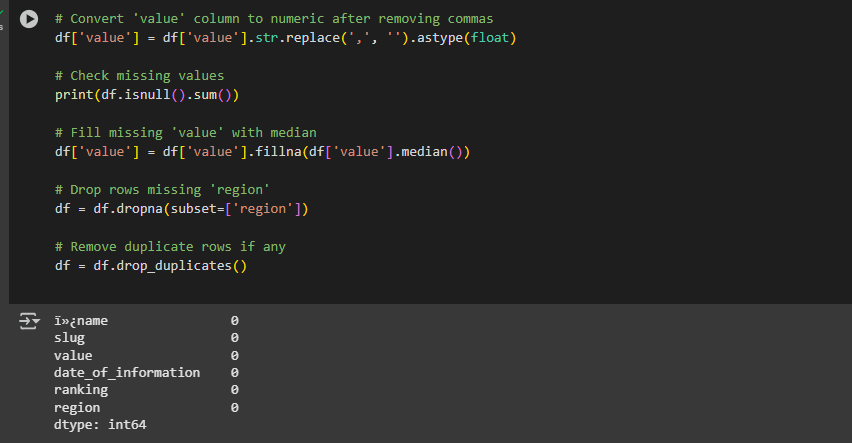 # Convert 'value' column to numeric after removing commas
df['value'] = df['value'].str.replace(',', '').astype(float)
# Check missing values
print(df.isnull().sum())
# Fill missing 'value' with median
df['value'] = df['value'].fillna(df['value'].median())
# Drop rows missing 'region'
df = df.dropna(subset=['region'])
# Remove duplicate rows if any
df = df.drop_duplicates()
ï»¿name 0
slug 0
value 0
date_of_information 0
ranking 0
region 0
dtype: int64